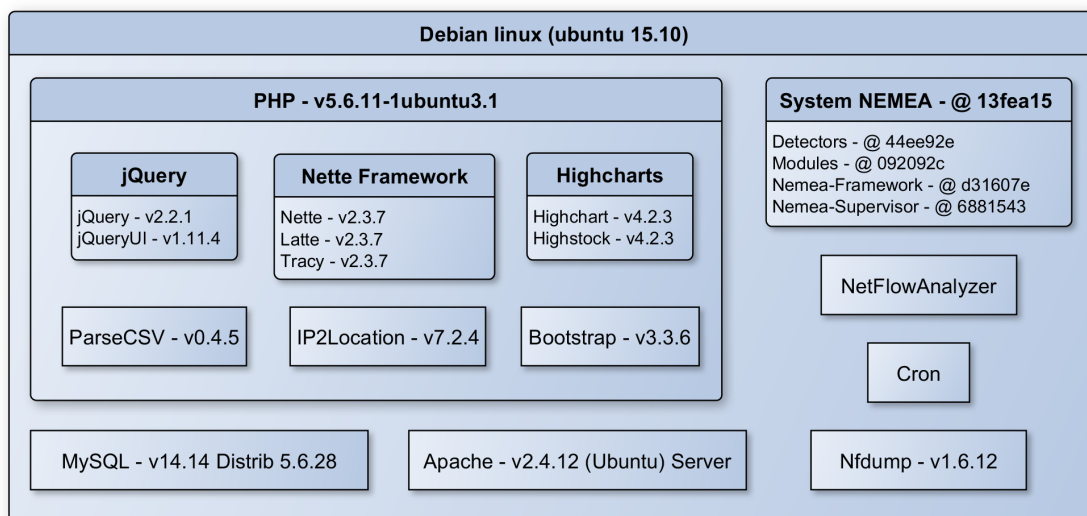 Debian linux (ubuntu 15.10)
PHP - v5.6.11-1ubuntu3.1
jQuery
jQuery - v2.2.1
jQueryUI - v1.11.4
Nette Framework
Nette - v2.3.7
Latte - v2.3.7
Tracy - v2.3.7
Highcharts
Highchart - v4.2.3
Highstock - v4.2.3
ParseCSV - v0.4.5
IP2Location - v7.2.4
Bootstrap - v3.3.6
System NEMEA - @ 13fea15
Detectors - @ 44ee92e
Modules - @ 092092c
Nemea-Framework - @ d31607e
Nemea-Supervisor - @ 6881543
NetFlowAnalyzer
Cron
MySQL - v14.14 Distrib 5.6.28
Apache - v2.4.12 (Ubuntu) Server
Nfdump - v1.6.12